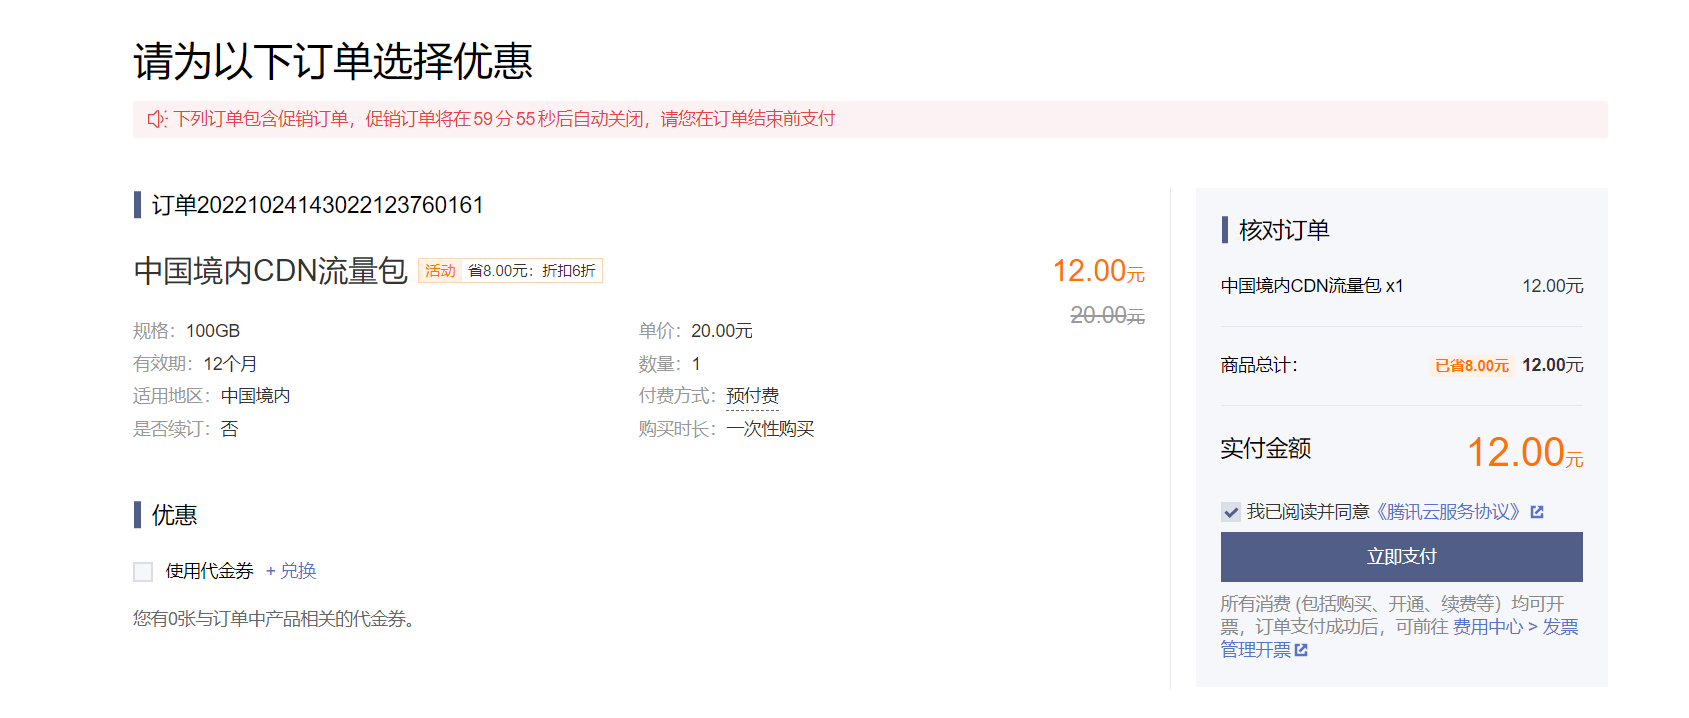 请为以下订单选择优惠
下列订单包含促销订单，促销订单将在59分55秒后自动关闭，请您在订单结束前支付
订单20221024143022123760161
中国境内CDN流量包 活动 省8.00元：折扣6折 12.00元
20.00元
规格：100GB 单价：20.00元
有效期：12个月 数量：1
适用地区：中国境内 付费方式：预付费
是否续订：否 购买时长：一次性购买
优惠
使用代金券 + 兑换
您有0张与订单中产品相关的代金券。
核对订单
中国境内CDN流量包 x1 12.00元
商品总计： 已省8.00元 12.00元
实付金额 12.00元
我已阅读并同意《腾讯云服务协议》
立即支付
所有消费 (包括购买、开通、续费等）均可开
票，订单支付成功后，可前往 费用中心 > 发票
管理开票